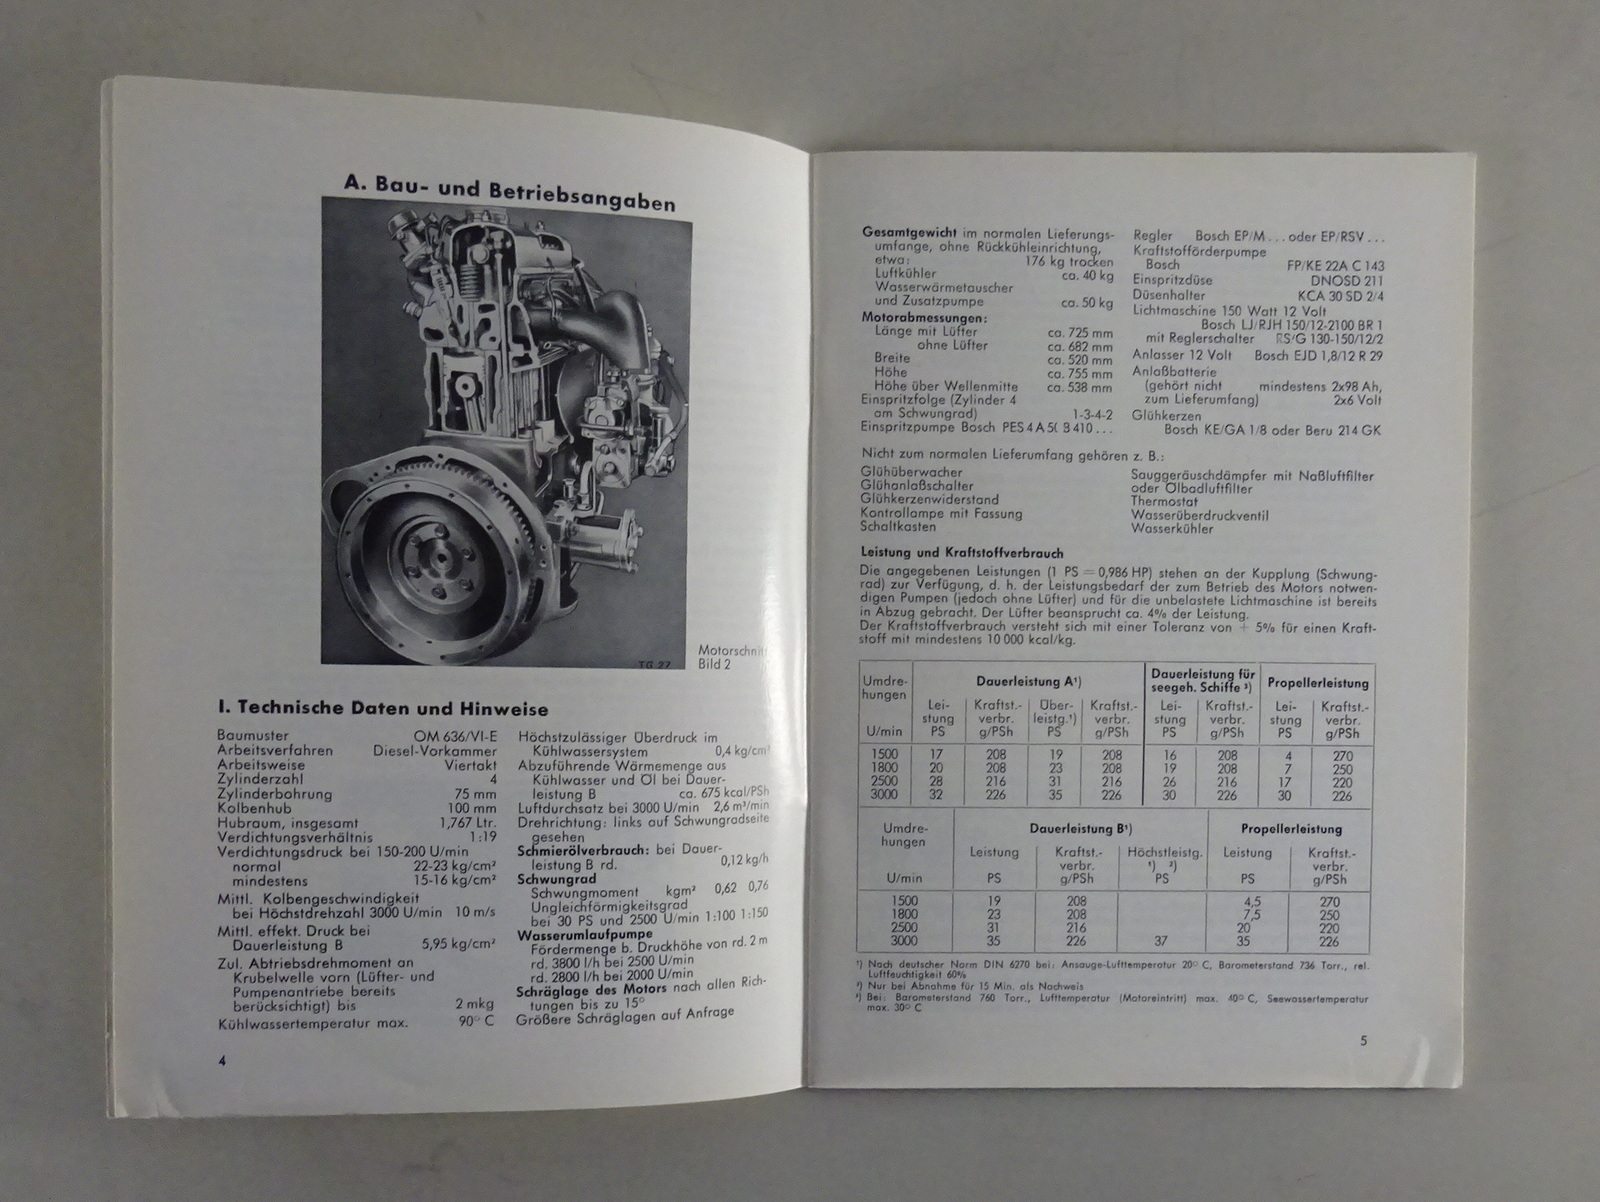 A. Bau- und Betriebsangaben
TG 27
Motorschnitt
Bild 2
I. Technische Daten und Hinweise
Baumuster OM 636/VI-E
Arbeitsverfahren Diesel-Vorkammer
Arbeitsweise Viertakt
Zylinderzahl 4
Zylinderbohrung 75 mm
Kolbenhub 100 mm
Hubraum, insgesamt 1,767 Ltr.
Verdichtungsverhältnis 1:19
Verdichtungsdruck bei 150-200 U/min
normal 22-23 kg/cm²
mindestens 15-16 kg/cm²
Mittl. Kolbengeschwindigkeit
bei Höchstdrehzahl 3000 U/min 10 m/s
Mittl. effekt. Druck bei
Dauerleistung B 5,95 kg/cm²
Zul. Abtriebsdrehmoment an
Krubelwelle vorn (Lüfter- und
Pumpenantriebe bereits
berücksichtigt) bis 2 mkg
Kühlwassertemperatur max. 90° C
Höchstzulässiger Überdruck im
Kühlwassersystem 0,4 kg/cm²
Abzuführende Wärmemenge aus
Kühlwasser und Öl bei Dauer-
leistung B ca. 675 kcal/PSh
Luftdurchsatz bei 3000 U/min 2,6 m³/min
Drehrichtung: links auf Schwungradseite
gesehen
Schmierölverbrauch: bei Dauer-
leistung B rd. 0,12 kg/h
Schwungrad
Schwungmoment kgm² 0,62 0,76
Ungleichförmigkeitsgrad
bei 30 PS und 2500 U/min 1:100 1:150
Wasserumlaufpumpe
Fördermenge b. Druckhöhe von rd. 2 m
rd. 3800 l/h bei 2500 U/min
rd. 2800 l/h bei 2000 U/min
Schräglage des Motors nach allen Rich-
tungen bis zu 15°
Größere Schräglagen auf Anfrage
4
Gesamtgewicht im normalen Lieferungs-
umfange, ohne Rückkühleinrichtung,
etwa: 176 kg trocken
Luftkühler ca. 40 kg
Wasserwärmetauscher
und Zusatzpumpe ca. 50 kg
Motorabmessungen:
Länge mit Lüfter ca. 725 mm
ohne Lüfter ca. 682 mm
Breite ca. 520 mm
Höhe ca. 755 mm
Höhe über Wellenmitte ca. 538 mm
Einspritzfolge (Zylinder 4
am Schwungrad) 1-3-4-2
Einspritzpumpe Bosch PES 4 A 50 B 410 ...
Regler Bosch EP/M ... oder EP/RSV ...
Kraftstofförderpumpe
Bosch FP/KE 22A C 143
Einspritzdüse DNOSD 211
Düsenhalter KCA 30 SD 2/4
Lichtmaschine 150 Watt 12 Volt
Bosch LJ/RJH 150/12-2100 BR 1
mit Reglerschalter RS/G 130-150/12/2
Anlasser 12 Volt Bosch EJD 1,8/12 R 29
Anlaßbatterie
(gehört nicht mindestens 2x98 Ah,
zum Lieferumfang) 2x6 Volt
Glühkerzen
Bosch KE/GA 1/8 oder Beru 214 GK
Nicht zum normalen Lieferumfang gehören z. B.:
Glühüberwacher
Glühanlaßschalter
Glühkerzenwiderstand
Kontrollampe mit Fassung
Schaltkasten
Sauggeräuschdämpfer mit Naßluftfilter
oder Ölbadluftfilter
Thermostat
Wasserüberdruckventil
Wasserkühler
Leistung und Kraftstoffverbrauch
Die angegebenen Leistungen (1 PS = 0,986 HP) stehen an der Kupplung (Schwung-
rad) zur Verfügung, d. h. der Leistungsbedarf der zum Betrieb des Motors notwen-
digen Pumpen (jedoch ohne Lüfter) und für die unbelastete Lichtmaschine ist bereits
in Abzug gebracht. Der Lüfter beansprucht ca. 4% der Leistung.
Der Kraftstoffverbrauch versteht sich mit einer Toleranz von + 5% für einen Kraft-
stoff mit mindestens 10 000 kcal/kg.
Umdre- Dauerleistung A¹) Dauerleistung für Propellerleistung
hungen seegeh. Schiffe ³)
Lei- Kraftst.- Über- Kraftst.- Lei- Kraftst.- Lei- Kraftst.-
stung verbr. leistg.¹) verbr. stung verbr. stung verbr.
U/min PS g/PSh PS g/PSh PS g/PSh PS g/PSh
1500 17 208 19 208 16 208 4 270
1800 20 208 23 208 19 208 7 250
2500 28 216 31 216 26 216 17 220
3000 32 226 35 226 30 226 30 226
Umdre- Dauerleistung B¹) Propellerleistung
hungen
Leistung Kraftst.- Höchstleistg. Leistung Kraftst.-
verbr. ¹) ²) verbr.
U/min PS g/PSh PS PS g/PSh
1500 19 208 4,5 270
1800 23 208 7,5 250
2500 31 216 20 220
3000 35 226 37 35 226
¹) Nach deutscher Norm DIN 6270 bei: Ansauge-Lufttemperatur 20° C, Barometerstand 736 Torr., rel.
Luftfeuchtigkeit 60%
²) Nur bei Abnahme für 15 Min. als Nachweis
³) Bei: Barometerstand 760 Torr., Lufttemperatur (Motoreintritt) max. 40° C, Seewassertemperatur
max. 30° C
5